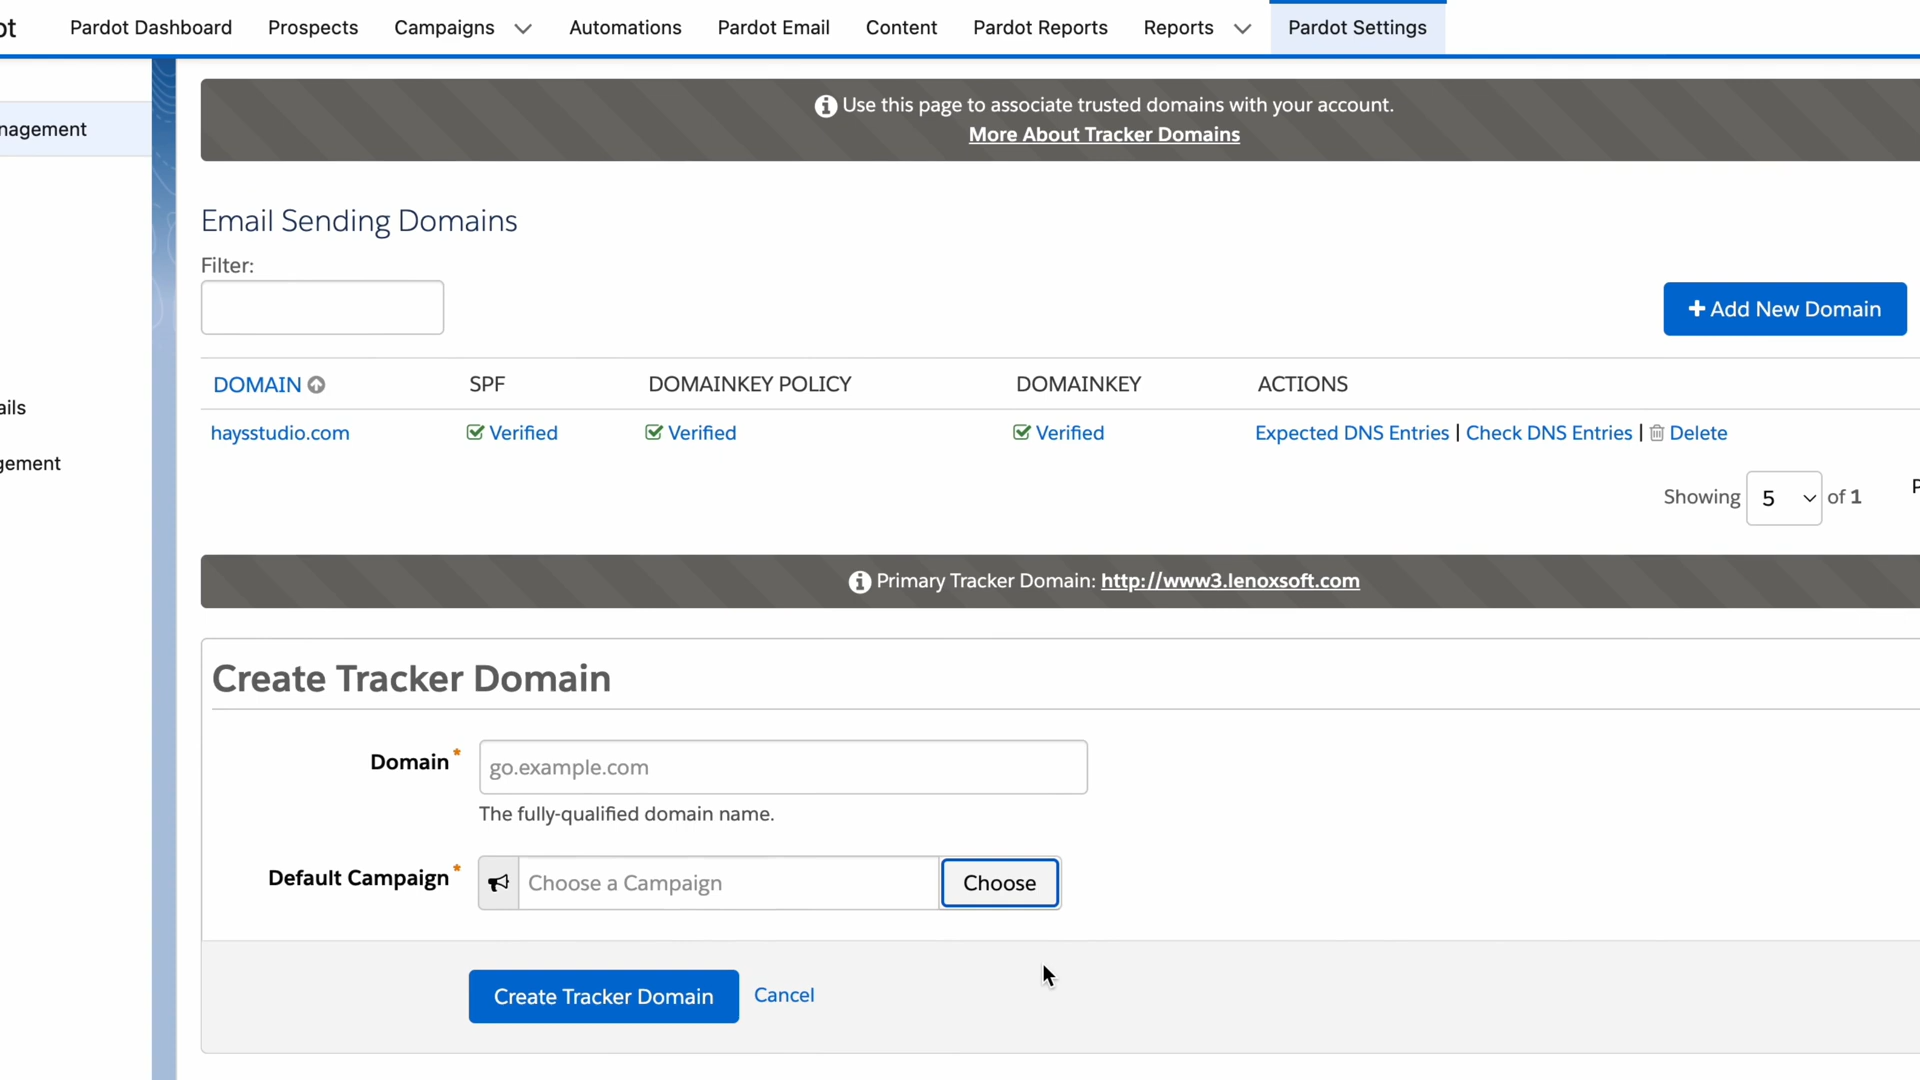 ot Pardot Dashboard Prospects Campaigns Automations Pardot Email Content Pardot Reports Reports Pardot Settings
nagement
ails
gement
Use this page to associate trusted domains with your account.
More About Tracker Domains
Email Sending Domains
Filter:
Add New Domain
DOMAIN SPF DOMAINKEY POLICY DOMAINKEY ACTIONS
haysstudio.com Verified Verified Verified Expected DNS Entries | Check DNS Entries | Delete
Showing 5 of 1 P
Primary Tracker Domain: http://www3.lenoxsoft.com
Create Tracker Domain
Domain * go.example.com
The fully-qualified domain name.
Default Campaign * Choose a Campaign Choose
Create Tracker Domain Cancel